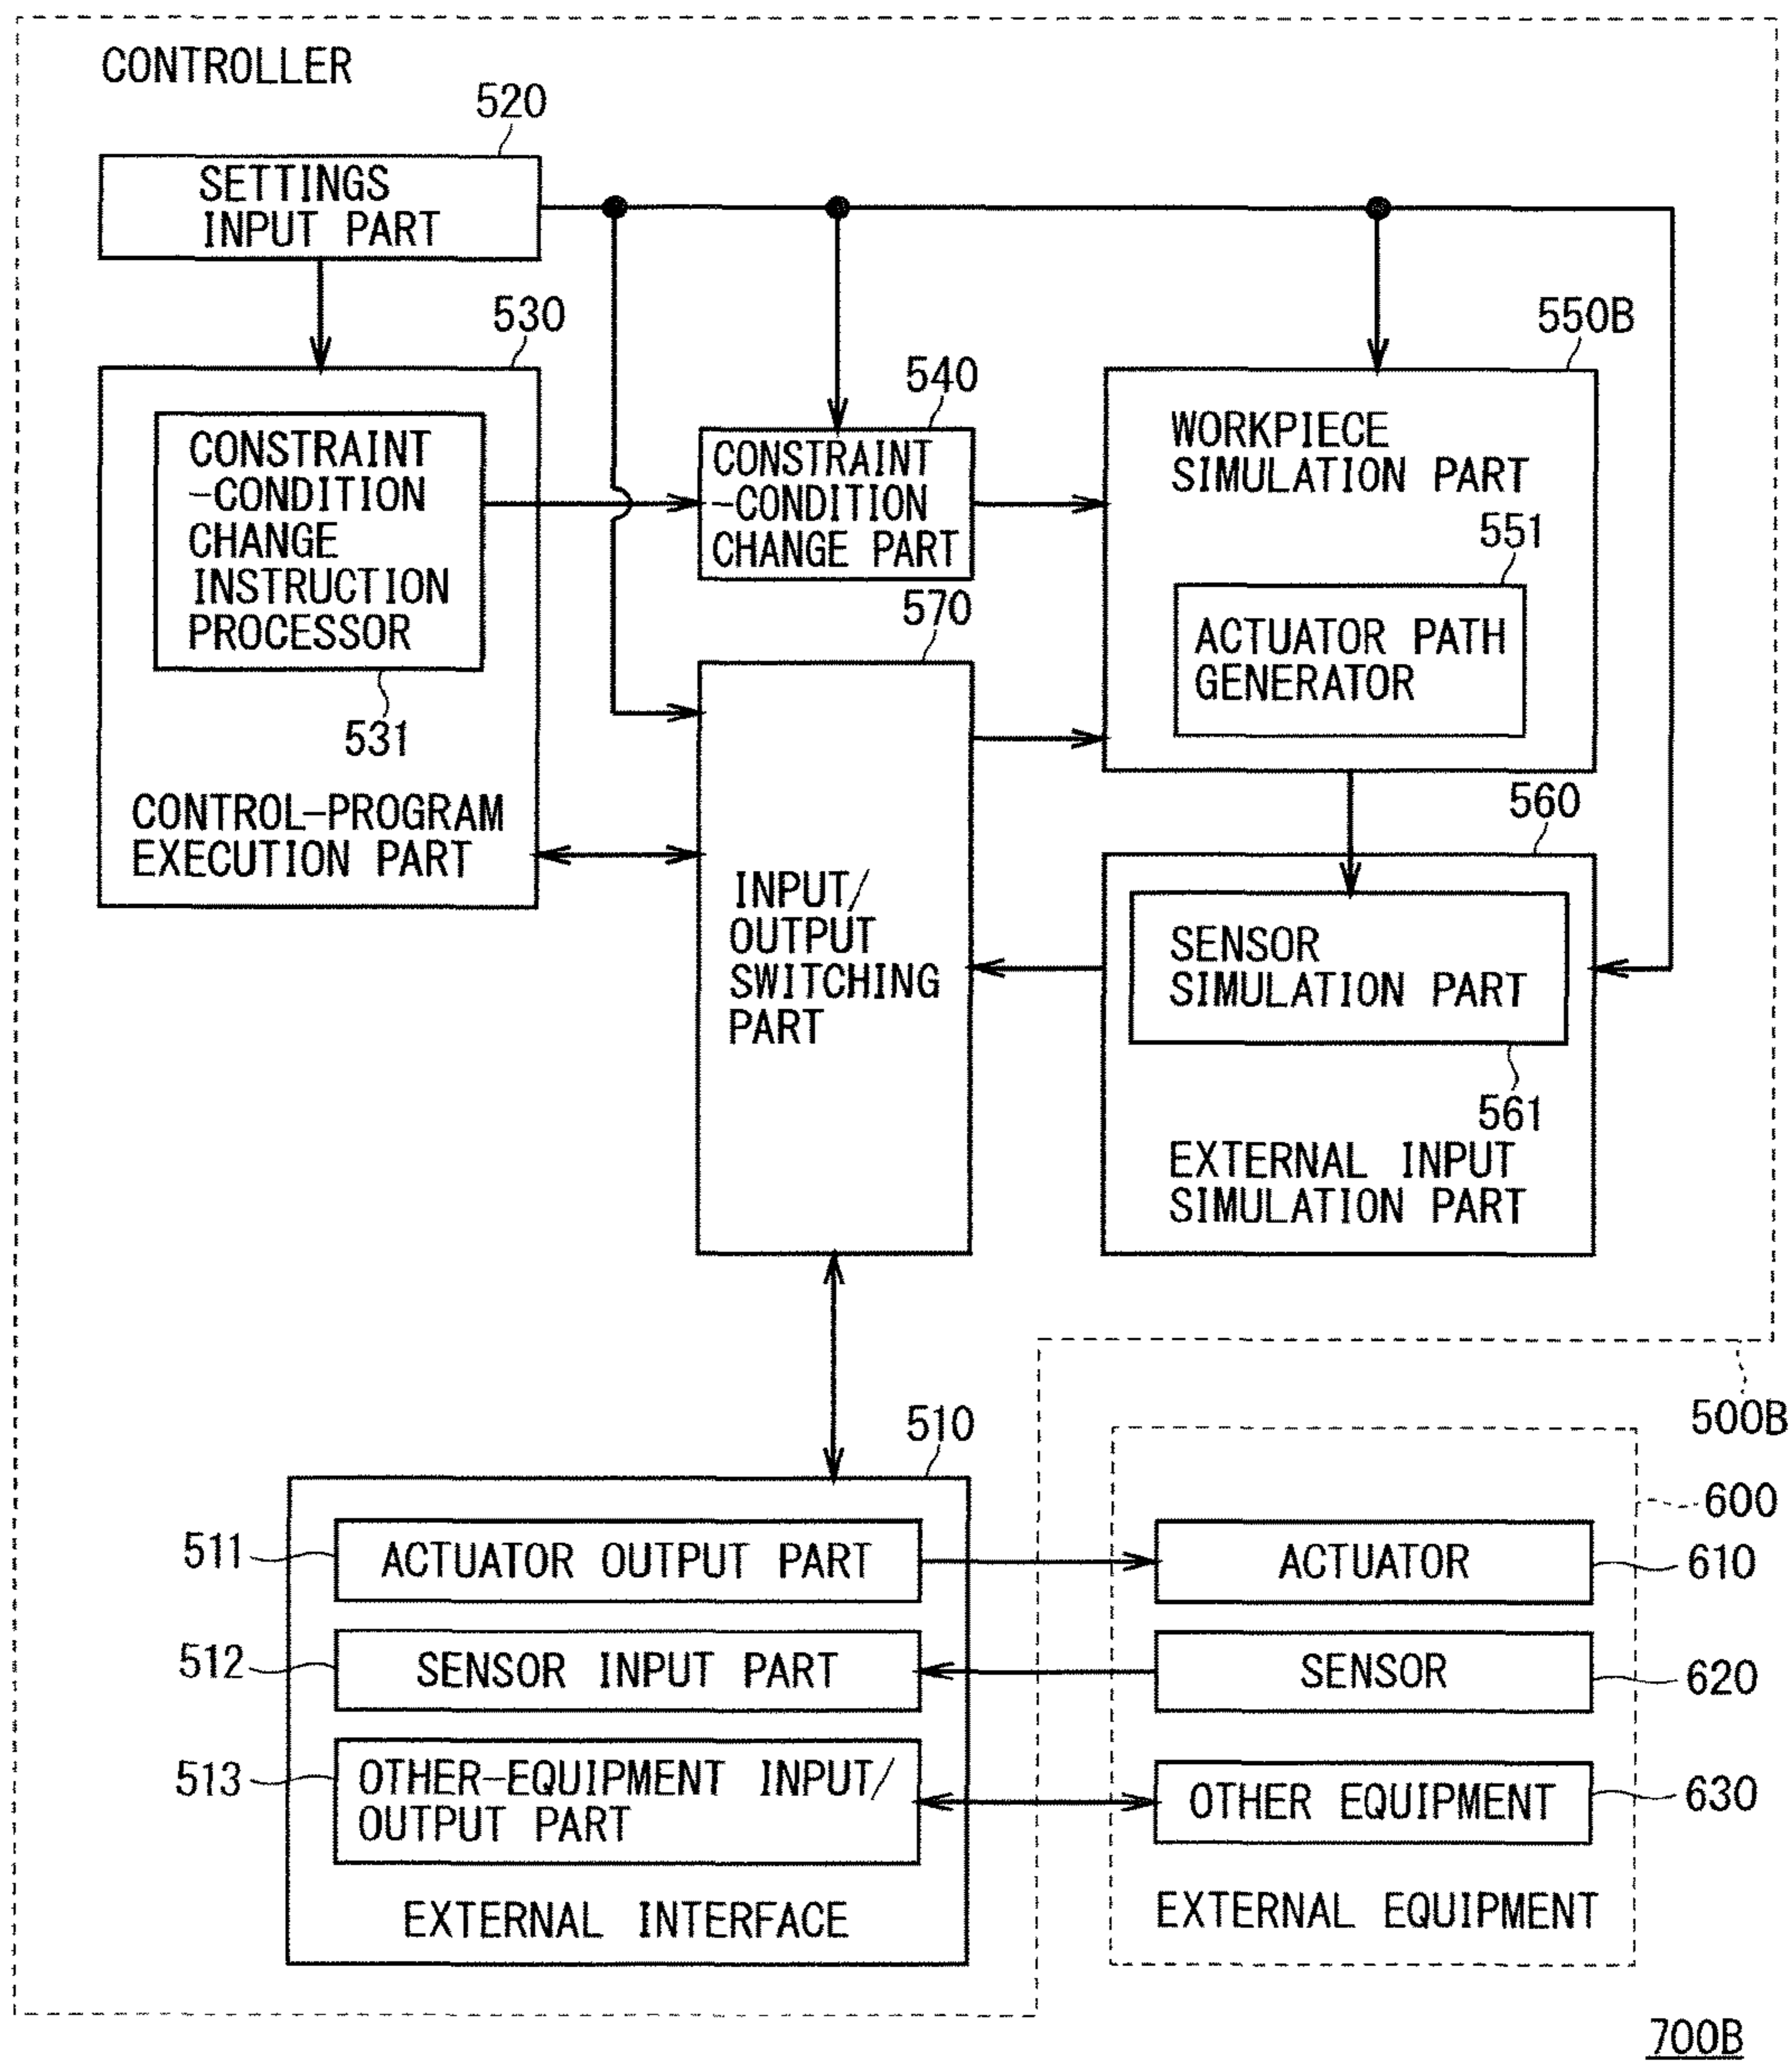 CONTROLLER
520
SETTINGS
INPUT PART
530
550B
540
CONSTRAINT
-CONDITION
CHANGE
INSTRUCTION
PROCESSOR
531
CONTROL-PROGRAM
EXECUTION PART
CONSTRAINT
-CONDITION
CHANGE PART
570
WORKPIECE
SIMULATION PART
551
ACTUATOR PATH
GENERATOR
560
INPUT/
OUTPUT
SWITCHING
PART
SENSOR
SIMULATION PART
561
EXTERNAL INPUT
SIMULATION PART
500B
510
600
511
ACTUATOR OUTPUT PART
ACTUATOR
610
512
SENSOR INPUT PART
SENSOR
620
513
OTHER-EQUIPMENT INPUT/
OUTPUT PART
OTHER EQUIPMENT
630
EXTERNAL INTERFACE
EXTERNAL EQUIPMENT
700B